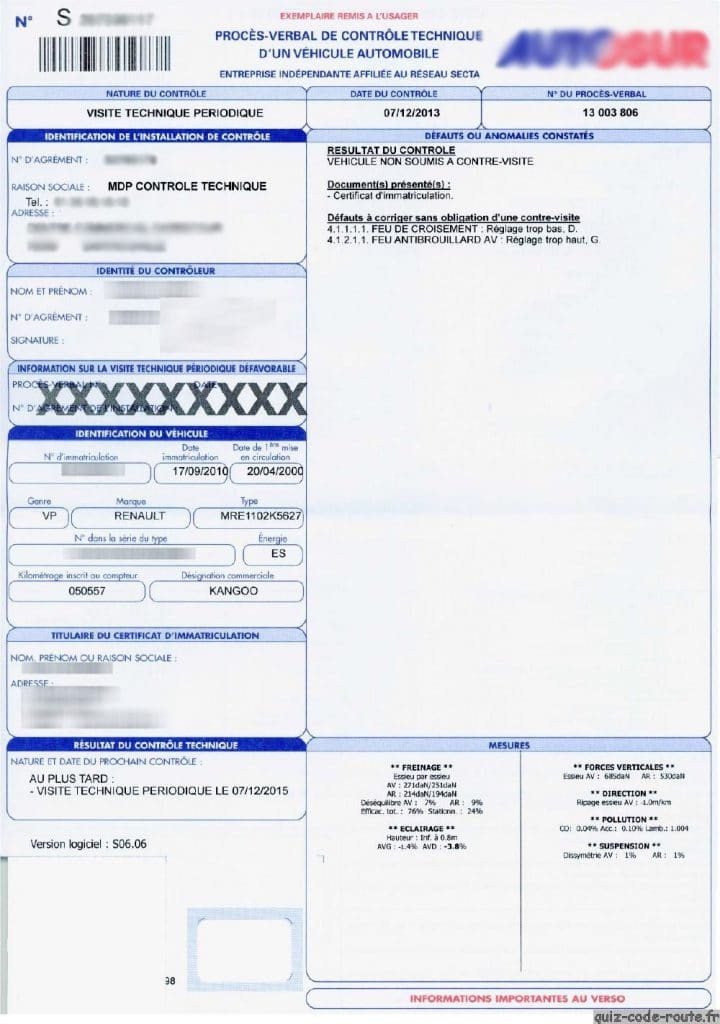 EXEMPLAIRE REMIS A L'USAGER
N° S
PROCÈS-VERBAL DE CONTRÔLE TECHNIQUE
D'UN VÉHICULE AUTOMOBILE
ENTREPRISE INDÉPENDANTE AFFILIÉE AU RÉSEAU SECTA
AUTOSUR
NATURE DU CONTRÔLE
VISITE TECHNIQUE PERIODIQUE
DATE DU CONTRÔLE
07/12/2013
N° DU PROCÈS-VERBAL
13 003 806
IDENTIFICATION DE L'INSTALLATION DE CONTRÔLE
N° D'AGRÉMENT :
RAISON SOCIALE : MDP CONTROLE TECHNIQUE
Tel. :
ADRESSE :
IDENTITÉ DU CONTRÔLEUR
NOM ET PRÉNOM :
N° D'AGRÉMENT :
SIGNATURE :
INFORMATION SUR LA VISITE TECHNIQUE PÉRIODIQUE DÉFAVORABLE
PROCÈS-VERBAL N° DATE
N° D'AGRÉMENT DE L'INSTALLATION
XXXXXXXXXX
IDENTIFICATION DU VÉHICULE
N° d'immatriculation
Date immatriculation
17/09/2010
Date de 1ère mise en circulation
20/04/2000
Genre
VP
Marque
RENAULT
Type
MRE1102K5627
N° dans la série du type
Énergie
ES
Kilométrage inscrit au compteur
050557
Désignation commerciale
KANGOO
TITULAIRE DU CERTIFICAT D'IMMATRICULATION
NOM, PRÉNOM OU RAISON SOCIALE :
ADRESSE :
RÉSULTAT DU CONTRÔLE TECHNIQUE
NATURE ET DATE DU PROCHAIN CONTRÔLE :
AU PLUS TARD :
- VISITE TECHNIQUE PERIODIQUE LE 07/12/2015
Version logiciel : S06.06
98
DÉFAUTS OU ANOMALIES CONSTATÉS
RESULTAT DU CONTROLE
VEHICULE NON SOUMIS A CONTRE-VISITE
Document(s) présenté(s) :
- Certificat d'immatriculation.
Défauts à corriger sans obligation d'une contre-visite
4.1.1.1.1. FEU DE CROISEMENT : Réglage trop bas, D.
4.1.2.1.1. FEU ANTIBROUILLARD AV : Réglage trop haut, G.
MESURES
** FREINAGE **
Essieu par essieu
AV : 271daN/251daN
AR : 214daN/194daN
Déséquilibre AV : 7% AR : 9%
Efficac. tot. : 76% Stationn. : 24%
** ECLAIRAGE **
Hauteur : Inf. à 0.8m
AVG : -1.4% AVD : -3.8%
** FORCES VERTICALES **
Essieu AV : 685daN AR : 530daN
** DIRECTION **
Ripage essieu AV : -1.0m/km
** POLLUTION **
CO: 0.04% Acc.: 0.10% Lamb.: 1.004
** SUSPENSION **
Dissymétrie AV : 1% AR : 1%
INFORMATIONS IMPORTANTES AU VERSO
quiz-code-route.fr